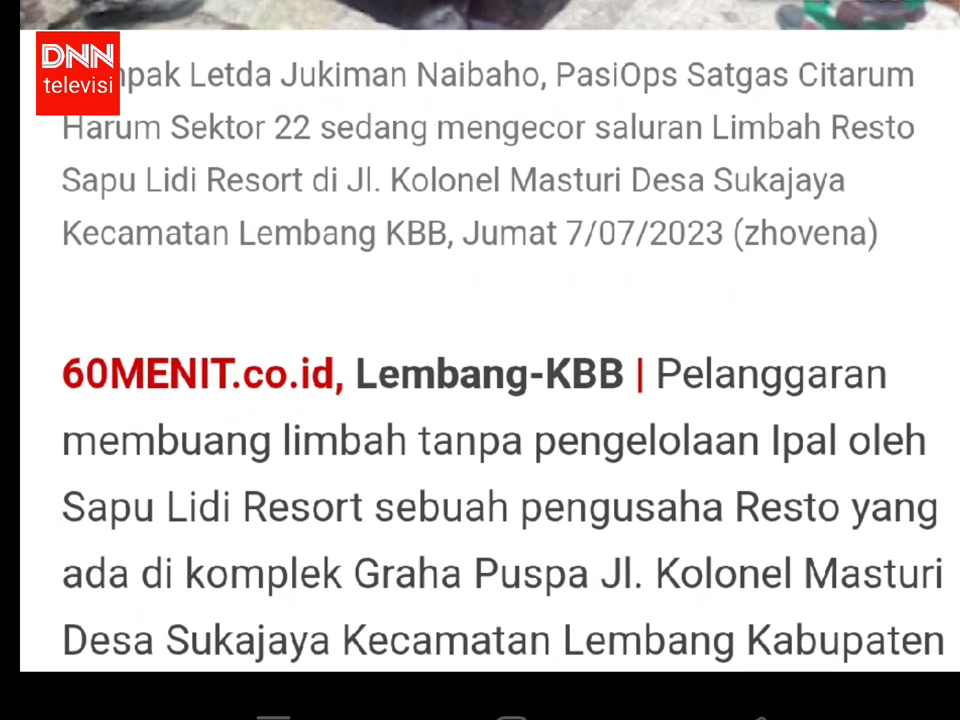 DNN
televisi
Letda Jukiman Naibaho, PasiOps Satgas Citarum
Harum Sektor 22 sedang mengecor saluran Limbah Resto
Sapu Lidi Resort di Jl. Kolonel Masturi Desa Sukajaya
Kecamatan Lembang KBB, Jumat 7/07/2023 (zhovena)
60MENIT.co.id, Lembang-KBB | Pelanggaran
membuang limbah tanpa pengelolaan Ipal oleh
Sapu Lidi Resort sebuah pengusaha Resto yang
ada di komplek Graha Puspa Jl. Kolonel Masturi
Desa Sukajaya Kecamatan Lembang Kabupaten